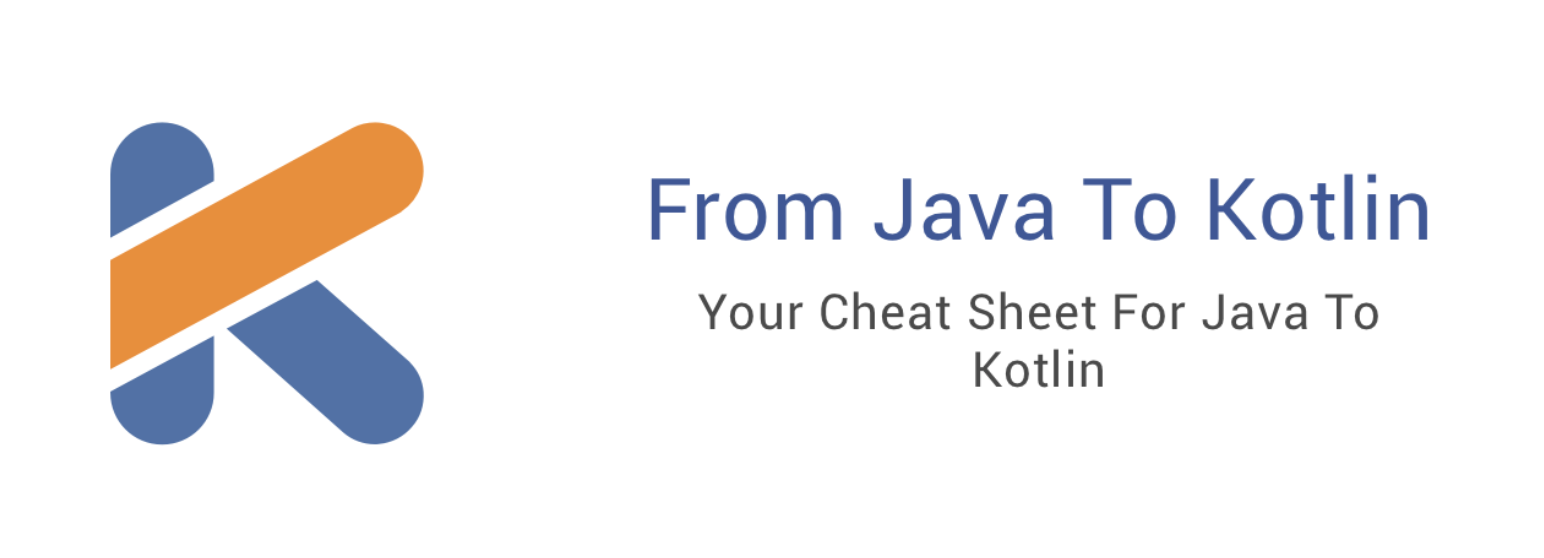 From Java To Kotlin
Your Cheat Sheet For Java To
Kotlin